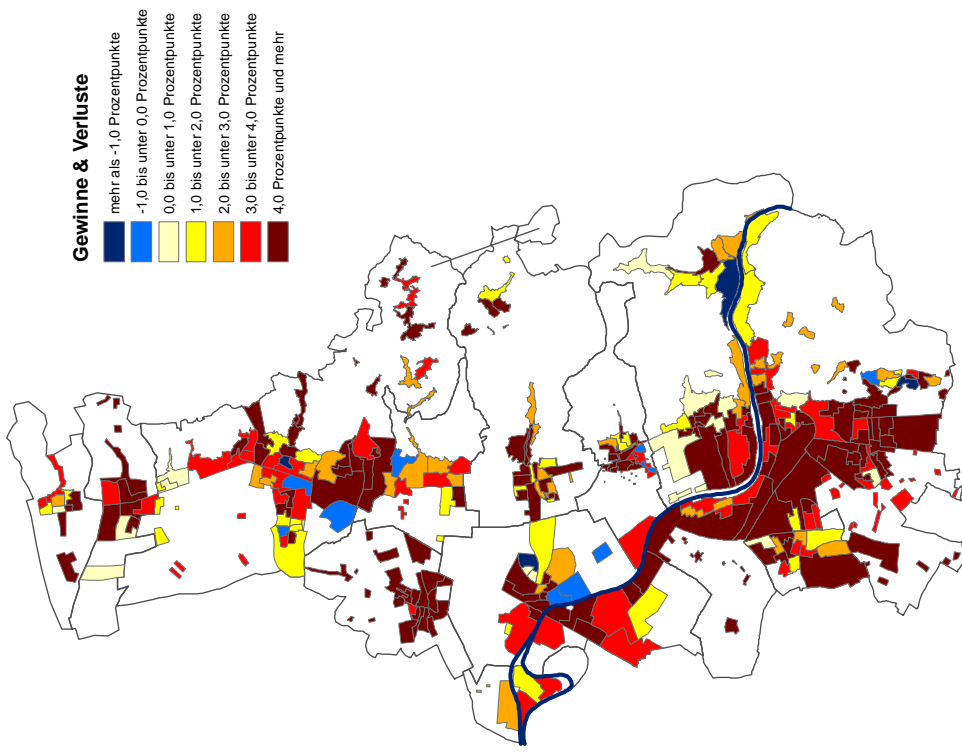 Gewinne & Verluste
mehr als -1,0 Prozentpunkte
-1,0 bis unter 0,0 Prozentpunkte
0,0 bis unter 1,0 Prozentpunkte
1,0 bis unter 2,0 Prozentpunkte
2,0 bis unter 3,0 Prozentpunkte
3,0 bis unter 4,0 Prozentpunkte
4,0 Prozentpunkte und mehr